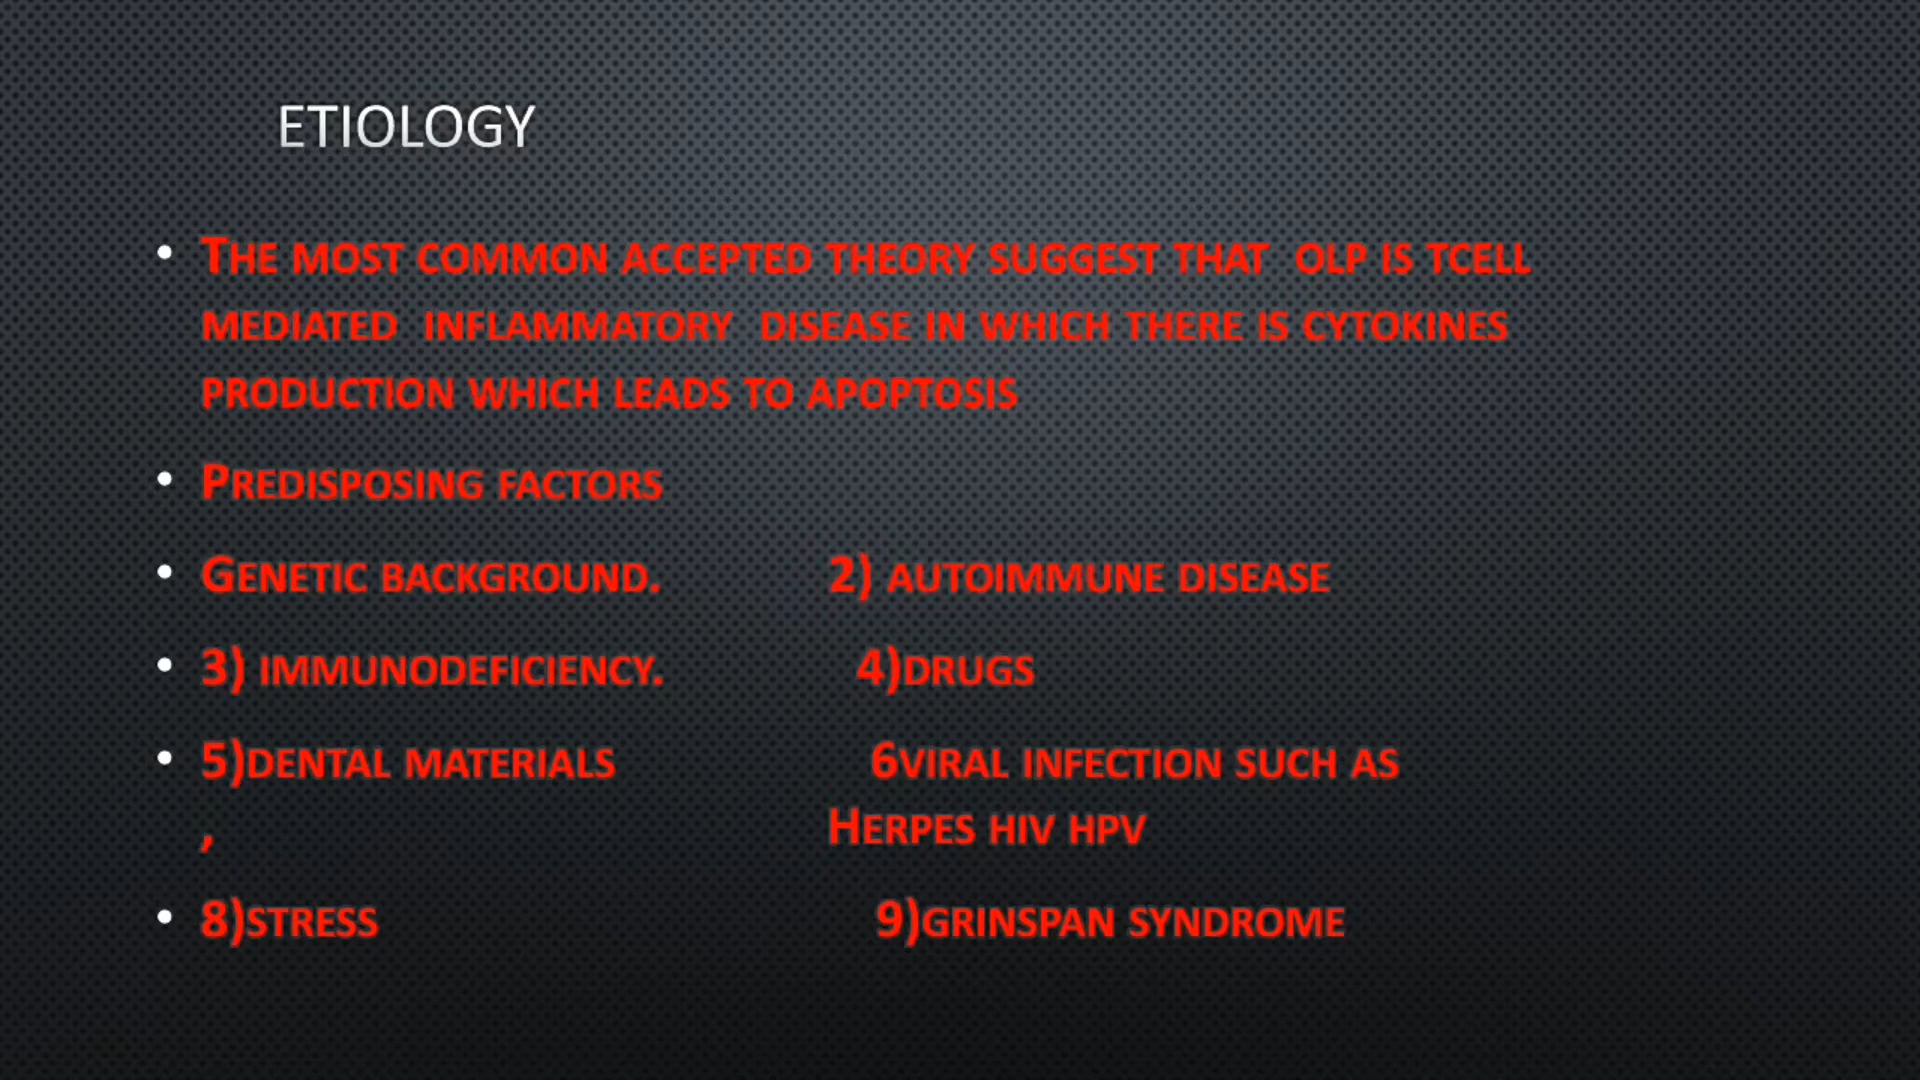 ETIOLOGY
• THE MOST COMMON ACCEPTED THEORY SUGGEST THAT OLP IS TCELL
MEDIATED INFLAMMATORY DISEASE IN WHICH THERE IS CYTOKINES
PRODUCTION WHICH LEADS TO APOPTOSIS
• PREDISPOSING FACTORS
• GENETIC BACKGROUND. 2) AUTOIMMUNE DISEASE
• 3) IMMUNODEFICIENCY. 4)DRUGS
• 5)DENTAL MATERIALS 6VIRAL INFECTION SUCH AS
, HERPES HIV HPV
• 8)STRESS 9)GRINSPAN SYNDROME